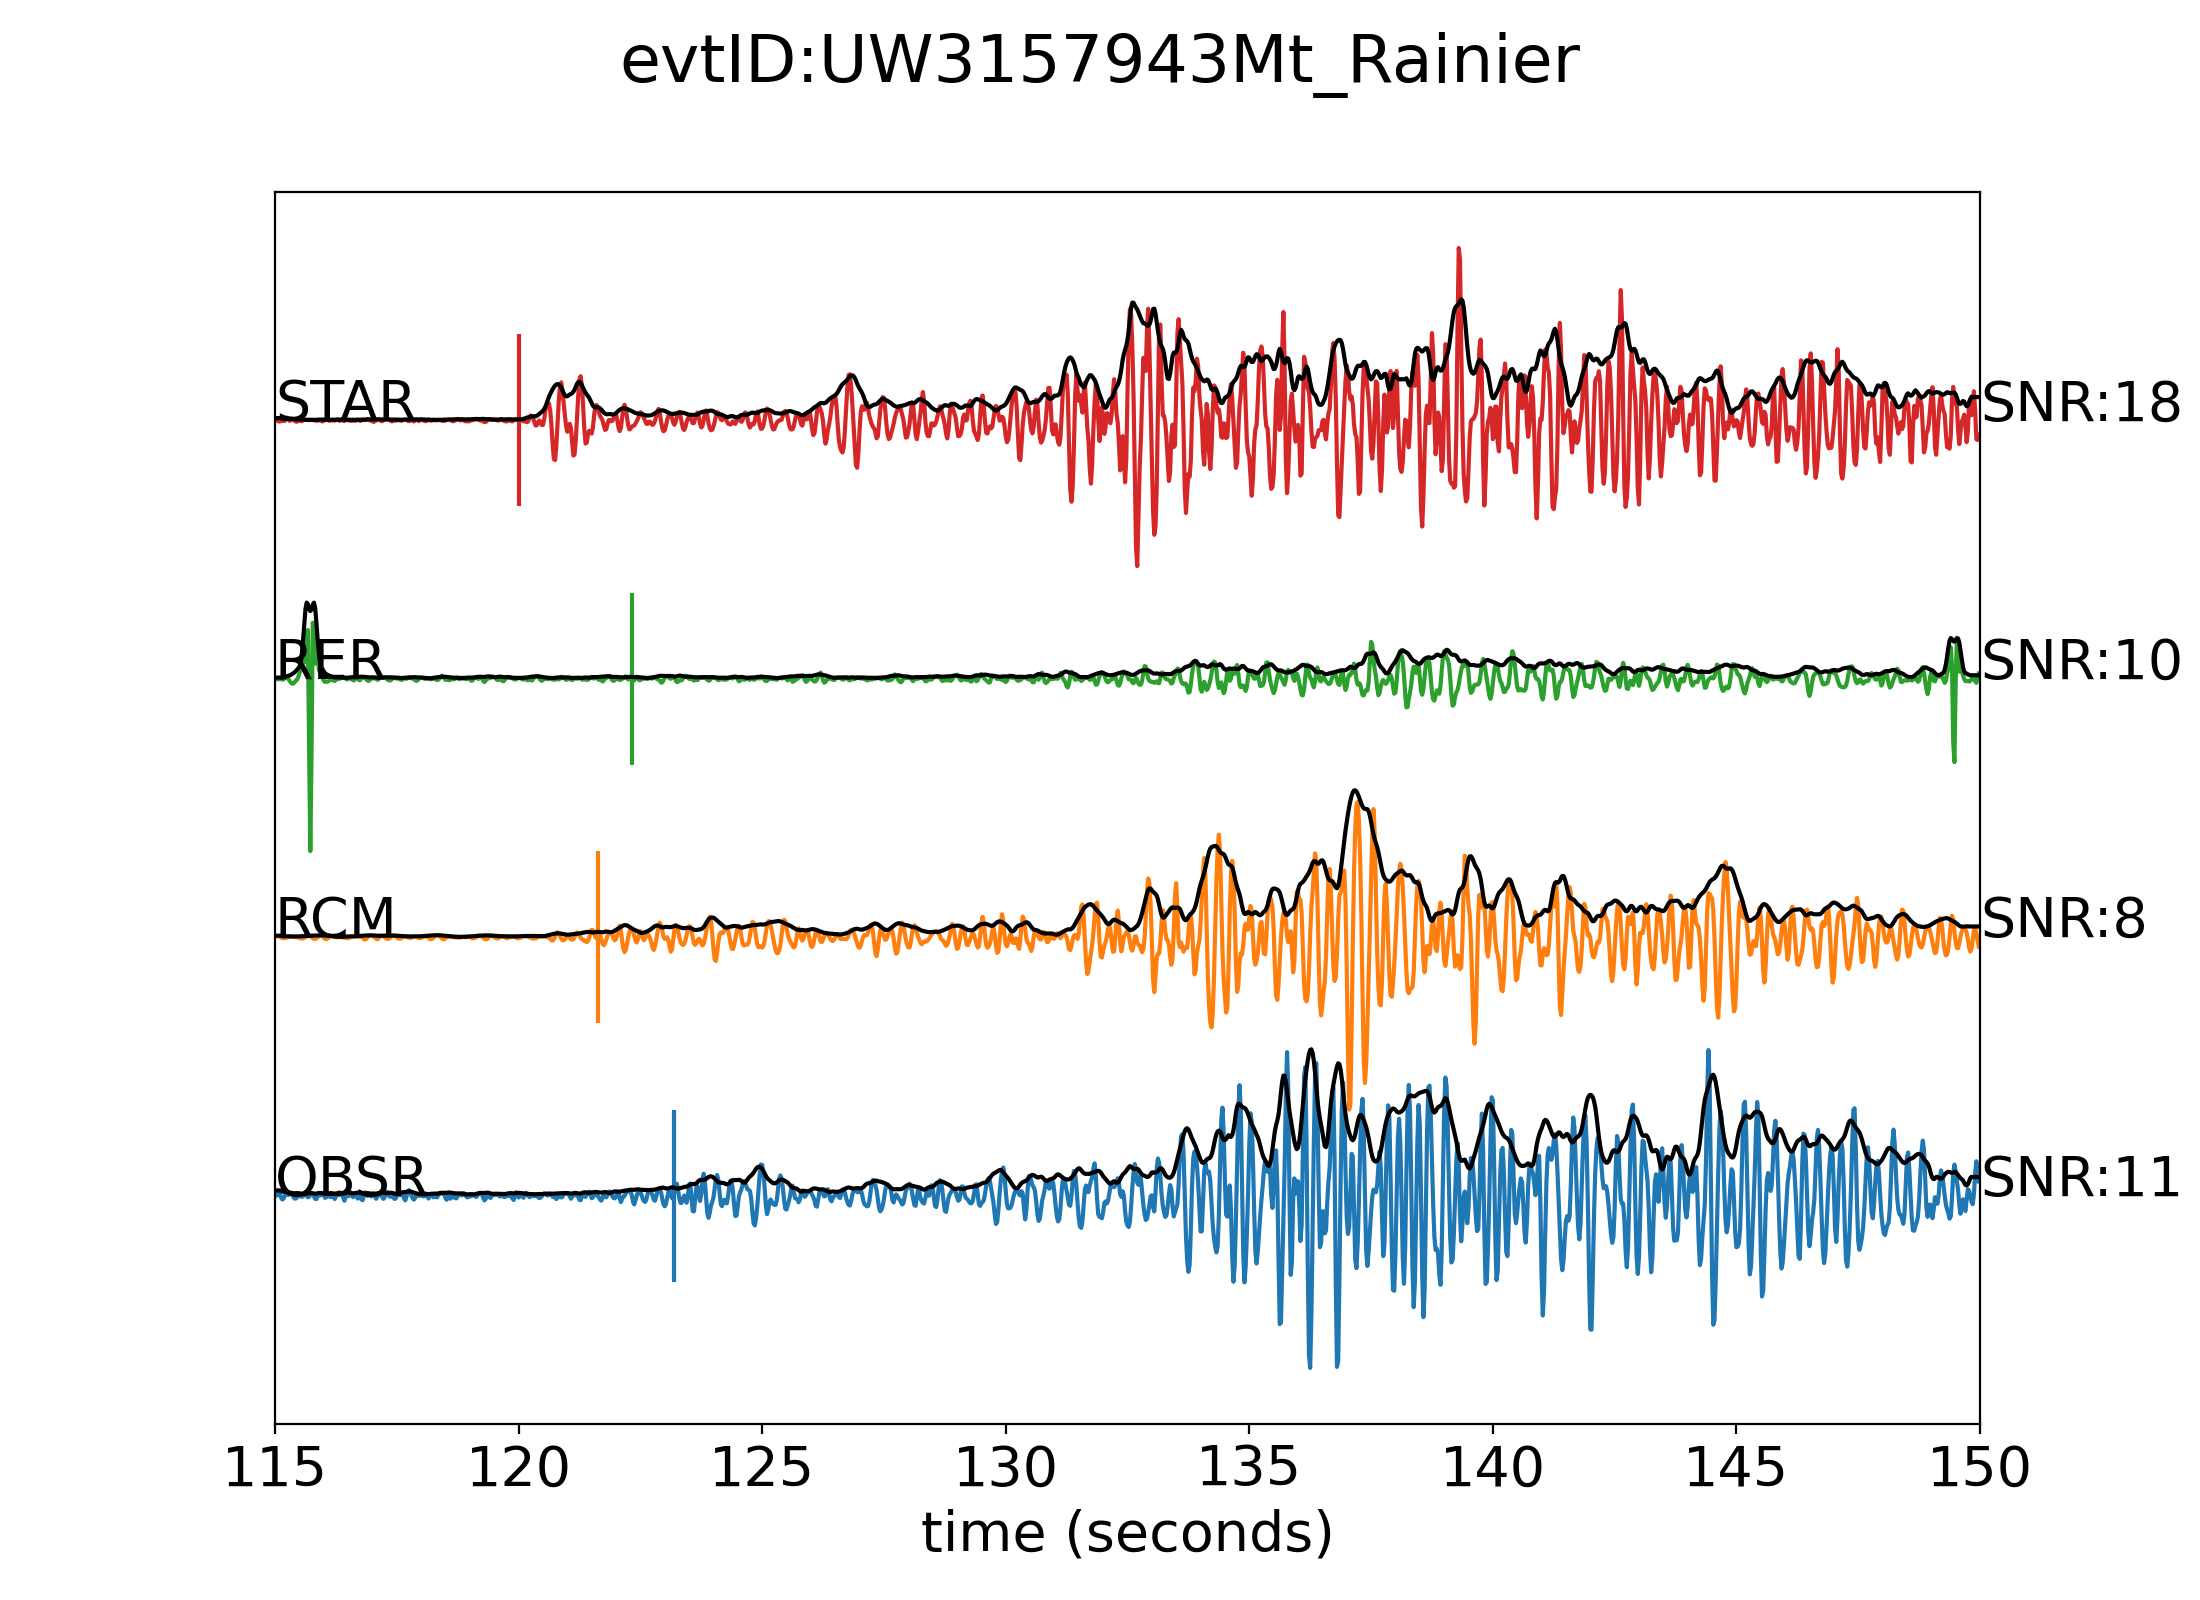 evtID:UW3157943Mt_Rainier
STAR SNR:18
RER SNR:10
RCM SNR:8
OBSR SNR:11
115 120 125 130 135 140 145 150
time (seconds)